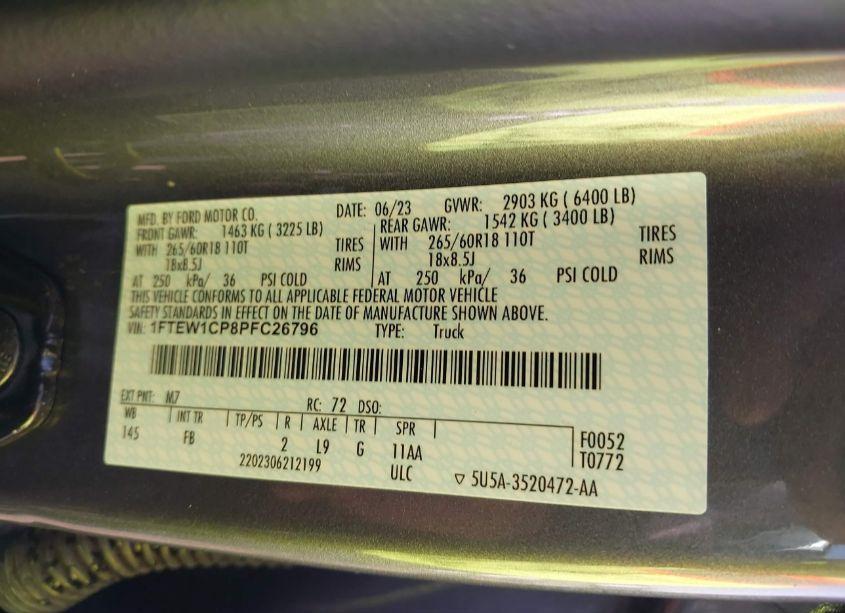 MFD. BY FORD MOTOR CO. DATE: 06/23 GVWR: 2903 KG ( 6400 LB)
FRONT GAWR: 1463 KG ( 3225 LB) REAR GAWR: 1542 KG ( 3400 LB)
WITH 265/60R18 110T TIRES WITH 265/60R18 110T TIRES
18x8.5J RIMS 18x8.5J RIMS
AT 250 kPa/ 36 PSI COLD AT 250 kPa/ 36 PSI COLD
THIS VEHICLE CONFORMS TO ALL APPLICABLE FEDERAL MOTOR VEHICLE
SAFETY STANDARDS IN EFFECT ON THE DATE OF MANUFACTURE SHOWN ABOVE.
VIN: 1FTEW1CP8PFC26796 TYPE: Truck
EXT PNT: M7 RC: 72 DSO:
WB INT TR TP/PS R AXLE TR SPR
145 FB 2 L9 G 11AA F0052
2202306212199 ULC T0772
▽ 5U5A-3520472-AA